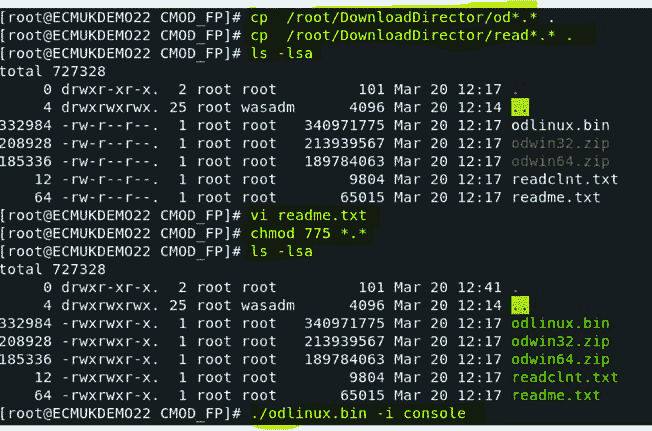 [root@ECMUKDEMO22 CMOD_FP]# cp  /root/DownloadDirector/od*.* .
[root@ECMUKDEMO22 CMOD_FP]# cp  /root/DownloadDirector/read*.* .
[root@ECMUKDEMO22 CMOD_FP]# ls -lsa
total 727328
     0 drwxr-xr-x.  2 root root         101 Mar 20 12:17 .
     4 drwxrwxrwx. 25 root wasadm      4096 Mar 20 12:14 ..
332984 -rw-r--r--.  1 root root   340971775 Mar 20 12:17 odlinux.bin
208928 -rw-r--r--.  1 root root   213939567 Mar 20 12:17 odwin32.zip
185336 -rw-r--r--.  1 root root   189784063 Mar 20 12:17 odwin64.zip
    12 -rw-r--r--.  1 root root        9804 Mar 20 12:17 readclnt.txt
    64 -rw-r--r--.  1 root root       65015 Mar 20 12:17 readme.txt
[root@ECMUKDEMO22 CMOD_FP]# vi readme.txt
[root@ECMUKDEMO22 CMOD_FP]# chmod 775 *.*
[root@ECMUKDEMO22 CMOD_FP]# ls -lsa
total 727328
     0 drwxr-xr-x.  2 root root         101 Mar 20 12:41 .
     4 drwxrwxrwx. 25 root wasadm      4096 Mar 20 12:14 ..
332984 -rwxrwxr-x.  1 root root   340971775 Mar 20 12:17 odlinux.bin
208928 -rwxrwxr-x.  1 root root   213939567 Mar 20 12:17 odwin32.zip
185336 -rwxrwxr-x.  1 root root   189784063 Mar 20 12:17 odwin64.zip
    12 -rwxrwxr-x.  1 root root        9804 Mar 20 12:17 readclnt.txt
    64 -rwxrwxr-x.  1 root root       65015 Mar 20 12:17 readme.txt
[root@ECMUKDEMO22 CMOD_FP]# ./odlinux.bin -i console